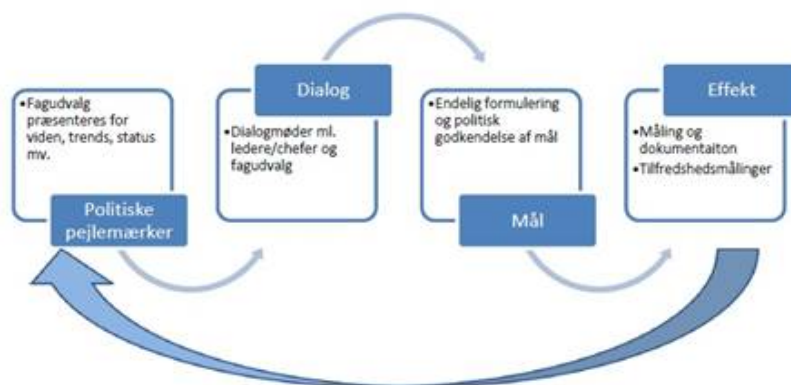 •Fagudvalg
præsenteres for
viden, trends, status
mv.
Politiske
pejlemærker
Dialog
•Dialogmøder ml.
ledere/chefer og
fagudvalg
•Endelig formulering
og politisk
godkendelse af mål
Mål
Effekt
•Måling og
dokumentaiton
•Tilfredshedsmålinger